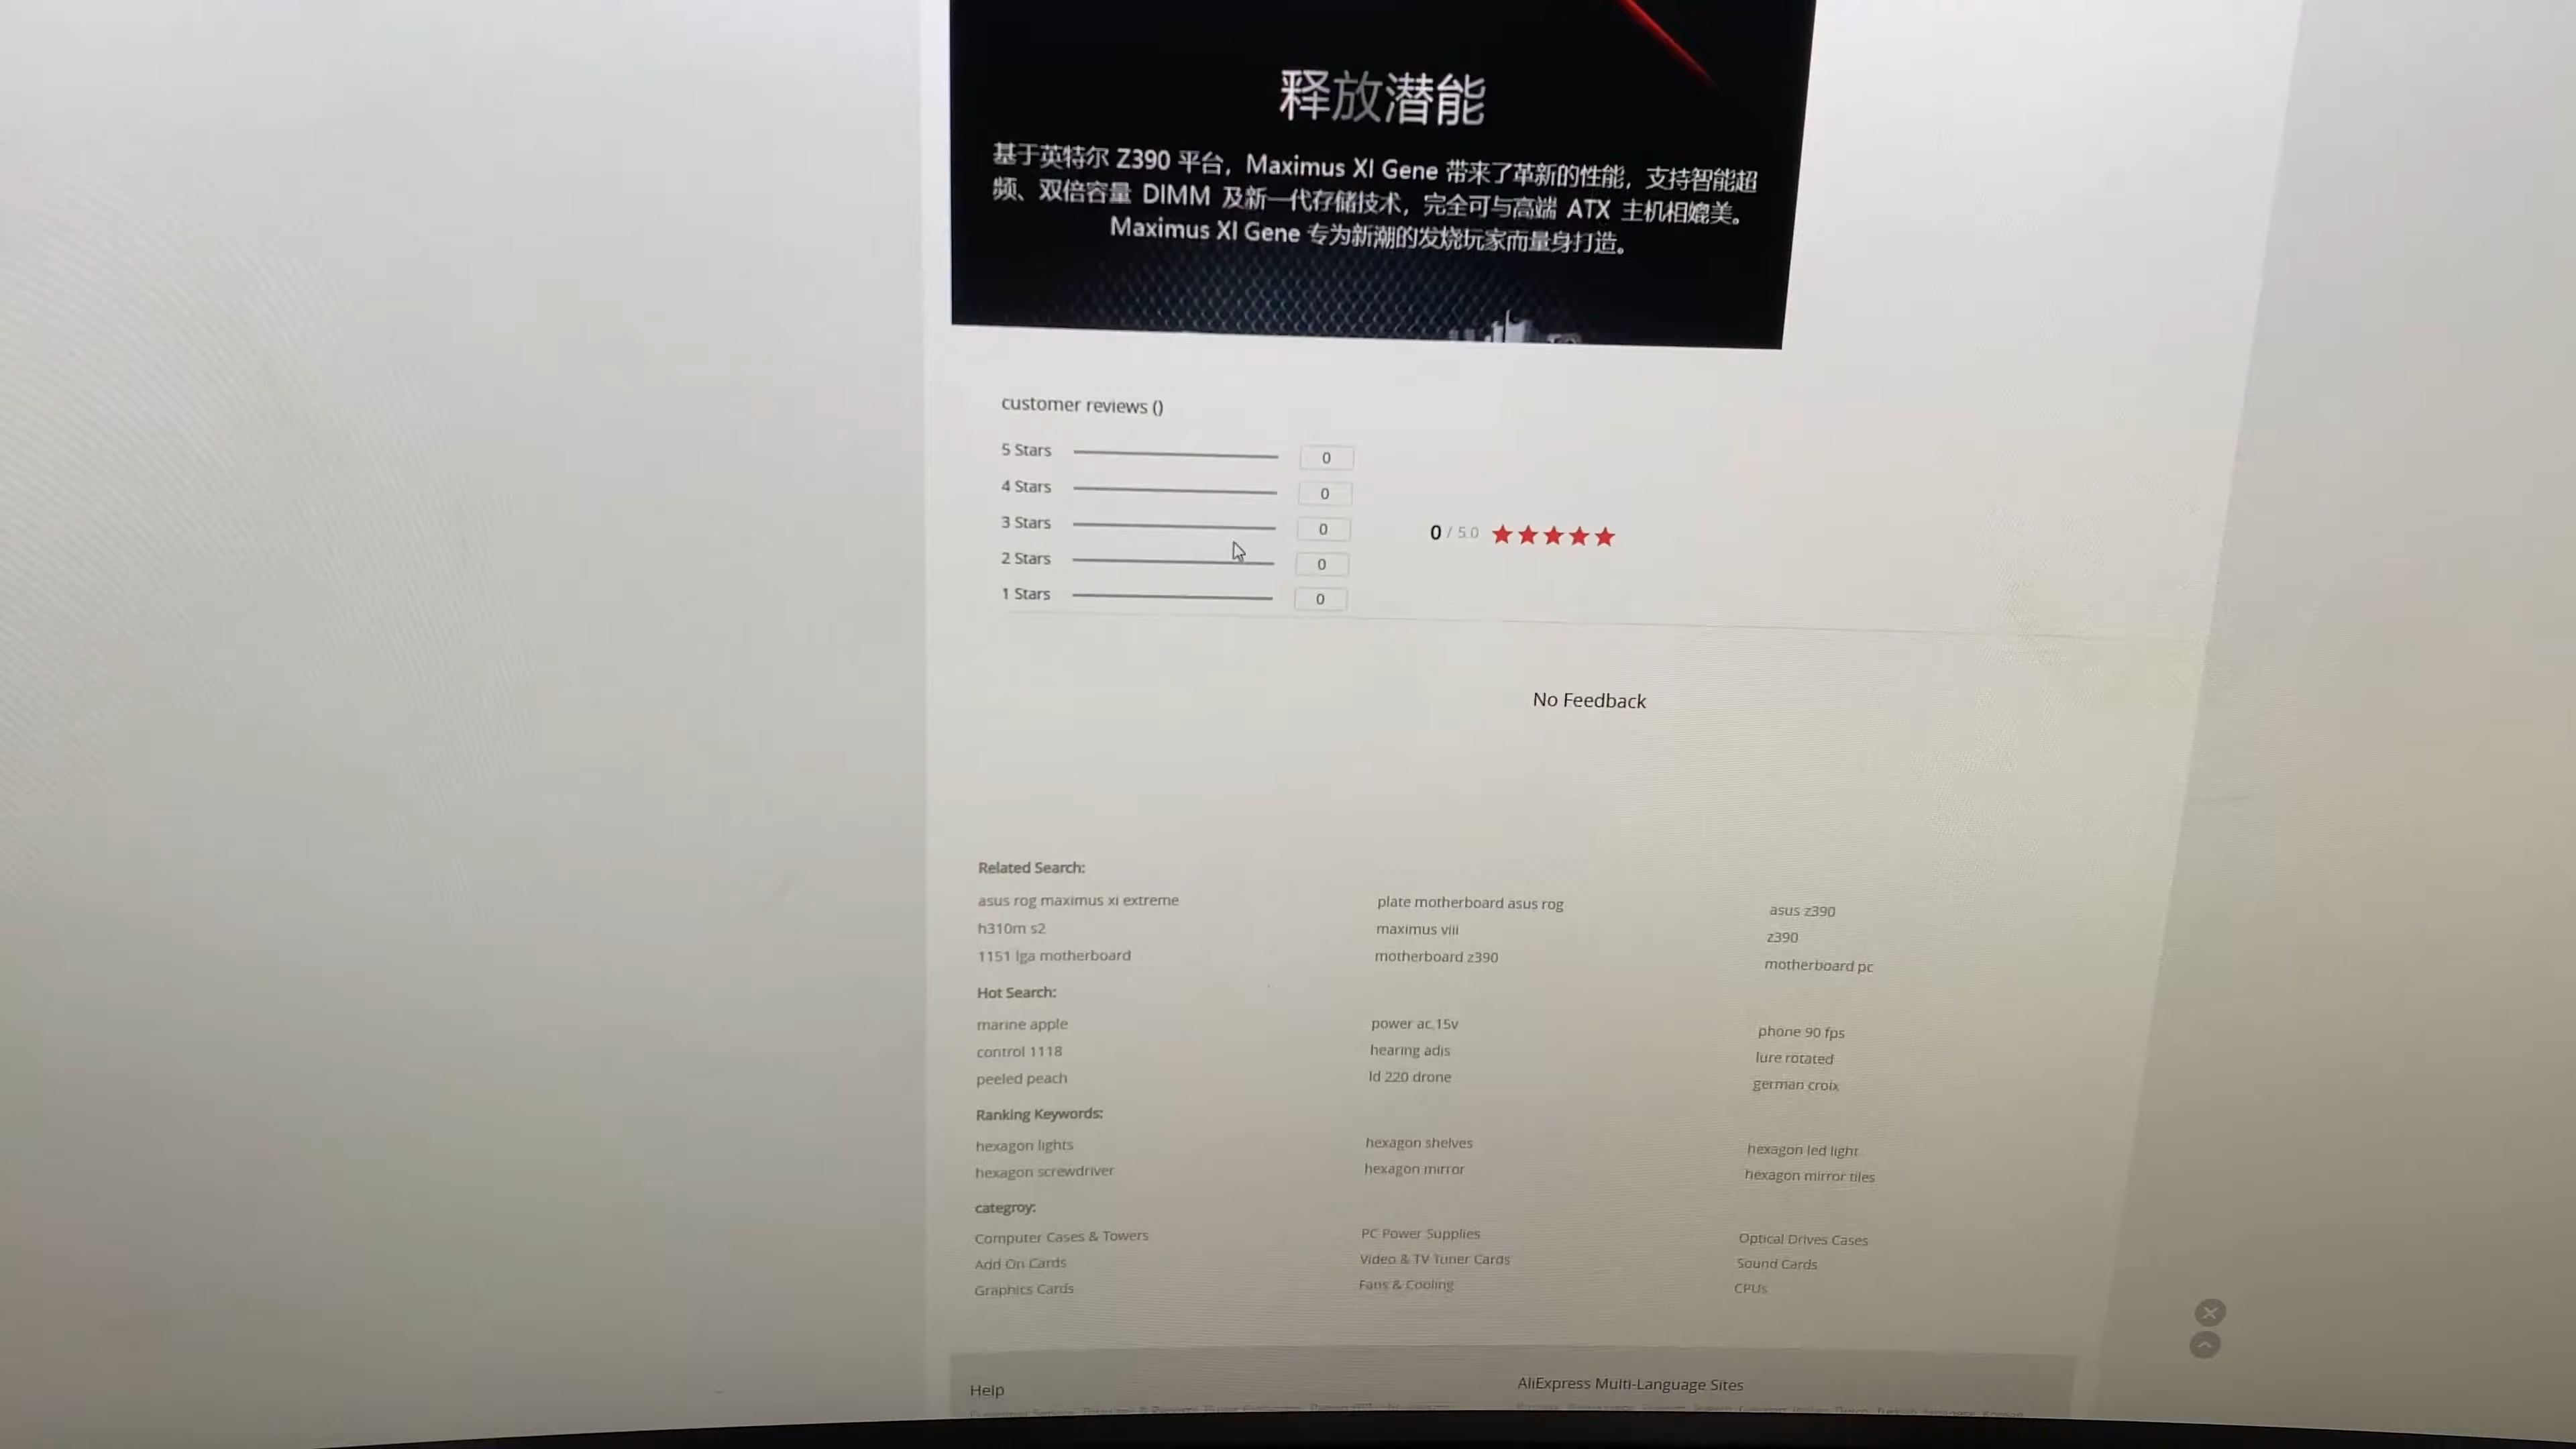 释放潜能
基于英特尔 Z390 平台，Maximus XI Gene 带来了革新的性能，支持智能超
频、双倍容量 DIMM 及新一代存储技术，完全可与高端 ATX 主机相媲美。
Maximus XI Gene 专为新潮的发烧玩家而量身打造。
customer reviews ()
5 Stars 0
4 Stars 0
3 Stars 0
2 Stars 0
1 Stars 0
0 / 5.0
No Feedback
Related Search:
asus rog maximus xi extreme plate motherboard asus rog asus z390
h310m s2 maximus viii z390
1151 lga motherboard motherboard z390 motherboard pc
Hot Search:
marine apple power ac 15v phone 90 fps
control 1118 hearing adis lure rotated
peeled peach ld 220 drone german croix
Ranking Keywords:
hexagon lights hexagon shelves hexagon led light
hexagon screwdriver hexagon mirror hexagon mirror tiles
categroy:
Computer Cases & Towers PC Power Supplies Optical Drives Cases
Add On Cards Video & TV Tuner Cards Sound Cards
Graphics Cards Fans & Cooling CPUs
Help AliExpress Multi-Language Sites